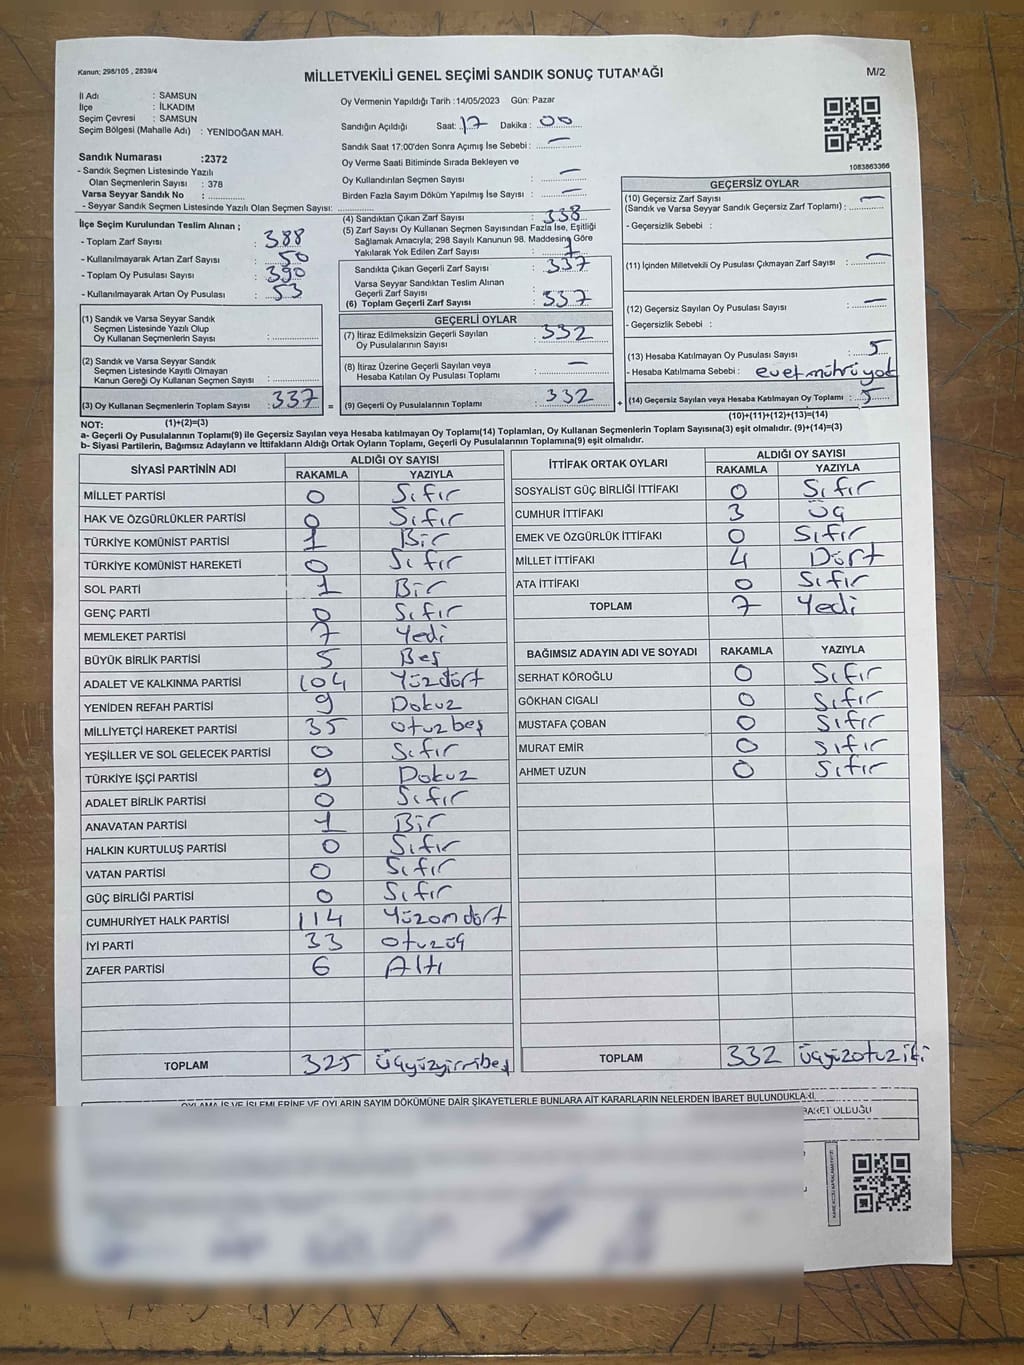 Kanun; 298/105 , 2839/4
MİLLETVEKİLİ GENEL SEÇİMİ SANDIK SONUÇ TUTANAĞI
M/2
İl Adı : SAMSUN
İlçe : İLKADIM
Seçim Çevresi : SAMSUN
Seçim Bölgesi (Mahalle Adı) : YENİDOĞAN MAH.
Oy Vermenin Yapıldığı Tarih :14/05/2023 Gün: Pazar
Sandığın Açıldığı Saat: 17 Dakika : 00
Sandık Saat 17:00'den Sonra Açımış İse Sebebi : —
Oy Verme Saati Bitiminde Sırada Bekleyen ve
Oy Kullandırılan Seçmen Sayısı : —
Birden Fazla Sayım Döküm Yapılmış İse Sayısı : —
1083863366
Sandık Numarası :2372
- Sandık Seçmen Listesinde Yazılı
Olan Seçmenlerin Sayısı : 378
Varsa Seyyar Sandık No :
- Seyyar Sandık Seçmen Listesinde Yazılı Olan Seçmen Sayısı:
İlçe Seçim Kurulundan Teslim Alınan ;
- Toplam Zarf Sayısı : 388
- Kullanılmayarak Artan Zarf Sayısı : 50
- Toplam Oy Pusulası Sayısı : 390
- Kullanılmayarak Artan Oy Pusulası : 53
(4) Sandıktan Çıkan Zarf Sayısı : 338
(5) Zarf Sayısı Oy Kullanan Seçmen Sayısından Fazla İse, Eşitliği
Sağlamak Amacıyla; 298 Sayılı Kanunun 98. Maddesine Göre
Yakılarak Yok Edilen Zarf Sayısı : 1
Sandıkta Çıkan Geçerli Zarf Sayısı : 337
Varsa Seyyar Sandıktan Teslim Alınan
Geçerli Zarf Sayısı :
(6) Toplam Geçerli Zarf Sayısı : 337
GEÇERSİZ OYLAR
(10) Geçersiz Zarf Sayısı
(Sandık ve Varsa Seyyar Sandık Geçersiz Zarf Toplamı) : —
- Geçersizlik Sebebi :
(11) İçinden Milletvekili Oy Pusulası Çıkmayan Zarf Sayısı : —
(12) Geçersiz Sayılan Oy Pusulası Sayısı : —
- Geçersizlik Sebebi :
(13) Hesaba Katılmayan Oy Pusulası Sayısı : 5
- Hesaba Katılmama Sebebi : evet mührü yok
(14) Geçersiz Sayılan veya Hesaba Katılmayan Oy Toplamı : 5
(1) Sandık ve Varsa Seyyar Sandık
Seçmen Listesinde Yazılı Olup
Oy Kullanan Seçmenlerin Sayısı :
(2) Sandık ve Varsa Seyyar Sandık
Seçmen Listesinde Kayıtlı Olmayan
Kanun Gereği Oy Kullanan Seçmen Sayısı :
(3) Oy Kullanan Seçmenlerin Toplam Sayısı : 337 =
GEÇERLİ OYLAR
(7) İtiraz Edilmeksizin Geçerli Sayılan
Oy Pusulalarının Sayısı : 332
(8) İtiraz Üzerine Geçerli Sayılan veya
Hesaba Katılan Oy Pusulası Toplamı : —
(9) Geçerli Oy Pusulalarının Toplamı : 332 +
NOT: (1)+(2)=(3)
(10)+(11)+(12)+(13)=(14)
a- Geçerli Oy Pusulalarının Toplamı(9) ile Geçersiz Sayılan veya Hesaba katılmayan Oy Toplamı(14) Toplamları, Oy Kullanan Seçmenlerin Toplam Sayısına(3) eşit olmalıdır. (9)+(14)=(3)
b- Siyasi Partilerin, Bağımsız Adayların ve İttifakların Aldığı Ortak Oyların Toplamı, Geçerli Oy Pusulalarının Toplamına(9) eşit olmalıdır.
SİYASİ PARTİNİN ADI ALDIĞI OY SAYISI
RAKAMLA YAZIYLA
MİLLET PARTİSİ 0 Sıfır
HAK VE ÖZGÜRLÜKLER PARTİSİ 0 Sıfır
TÜRKİYE KOMÜNİST PARTİSİ 1 Bir
TÜRKİYE KOMÜNİST HAREKETİ 0 Sıfır
SOL PARTİ 1 Bir
GENÇ PARTİ 0 Sıfır
MEMLEKET PARTİSİ 7 Yedi
BÜYÜK BİRLİK PARTİSİ 5 Beş
ADALET VE KALKINMA PARTİSİ 104 Yüzdört
YENİDEN REFAH PARTİSİ 9 Dokuz
MİLLİYETÇİ HAREKET PARTİSİ 35 otuzbeş
YEŞİLLER VE SOL GELECEK PARTİSİ 0 Sıfır
TÜRKİYE İŞÇİ PARTİSİ 9 Dokuz
ADALET BİRLİK PARTİSİ 0 Sıfır
ANAVATAN PARTİSİ 1 Bir
HALKIN KURTULUŞ PARTİSİ 0 Sıfır
VATAN PARTİSİ 0 Sıfır
GÜÇ BİRLİĞİ PARTİSİ 0 Sıfır
CUMHURİYET HALK PARTİSİ 114 Yüzondört
İYİ PARTİ 33 otuzüç
ZAFER PARTİSİ 6 Altı
TOPLAM 325 üçyüzyirmibeş
İTTİFAK ORTAK OYLARI ALDIĞI OY SAYISI
RAKAMLA YAZIYLA
SOSYALİST GÜÇ BİRLİĞİ İTTİFAKI 0 Sıfır
CUMHUR İTTİFAKI 3 Üç
EMEK VE ÖZGÜRLÜK İTTİFAKI 0 Sıfır
MİLLET İTTİFAKI 4 Dört
ATA İTTİFAKI 0 Sıfır
TOPLAM 7 Yedi
BAĞIMSIZ ADAYIN ADI VE SOYADI RAKAMLA YAZIYLA
SERHAT KÖROĞLU 0 Sıfır
GÖKHAN CIGALI 0 Sıfır
MUSTAFA ÇOBAN 0 Sıfır
MURAT EMİR 0 sıfır
AHMET UZUN 0 Sıfır
TOPLAM 332 üçyüzotuziki
OYLAMA İŞ VE İŞLEMLERİNE VE OYLARIN SAYIM DÖKÜMÜNE DAİR ŞİKAYETLERLE BUNLARA AİT KARARLARIN NELERDEN İBARET BULUNDUKLARI,
BARET OLDUĞU